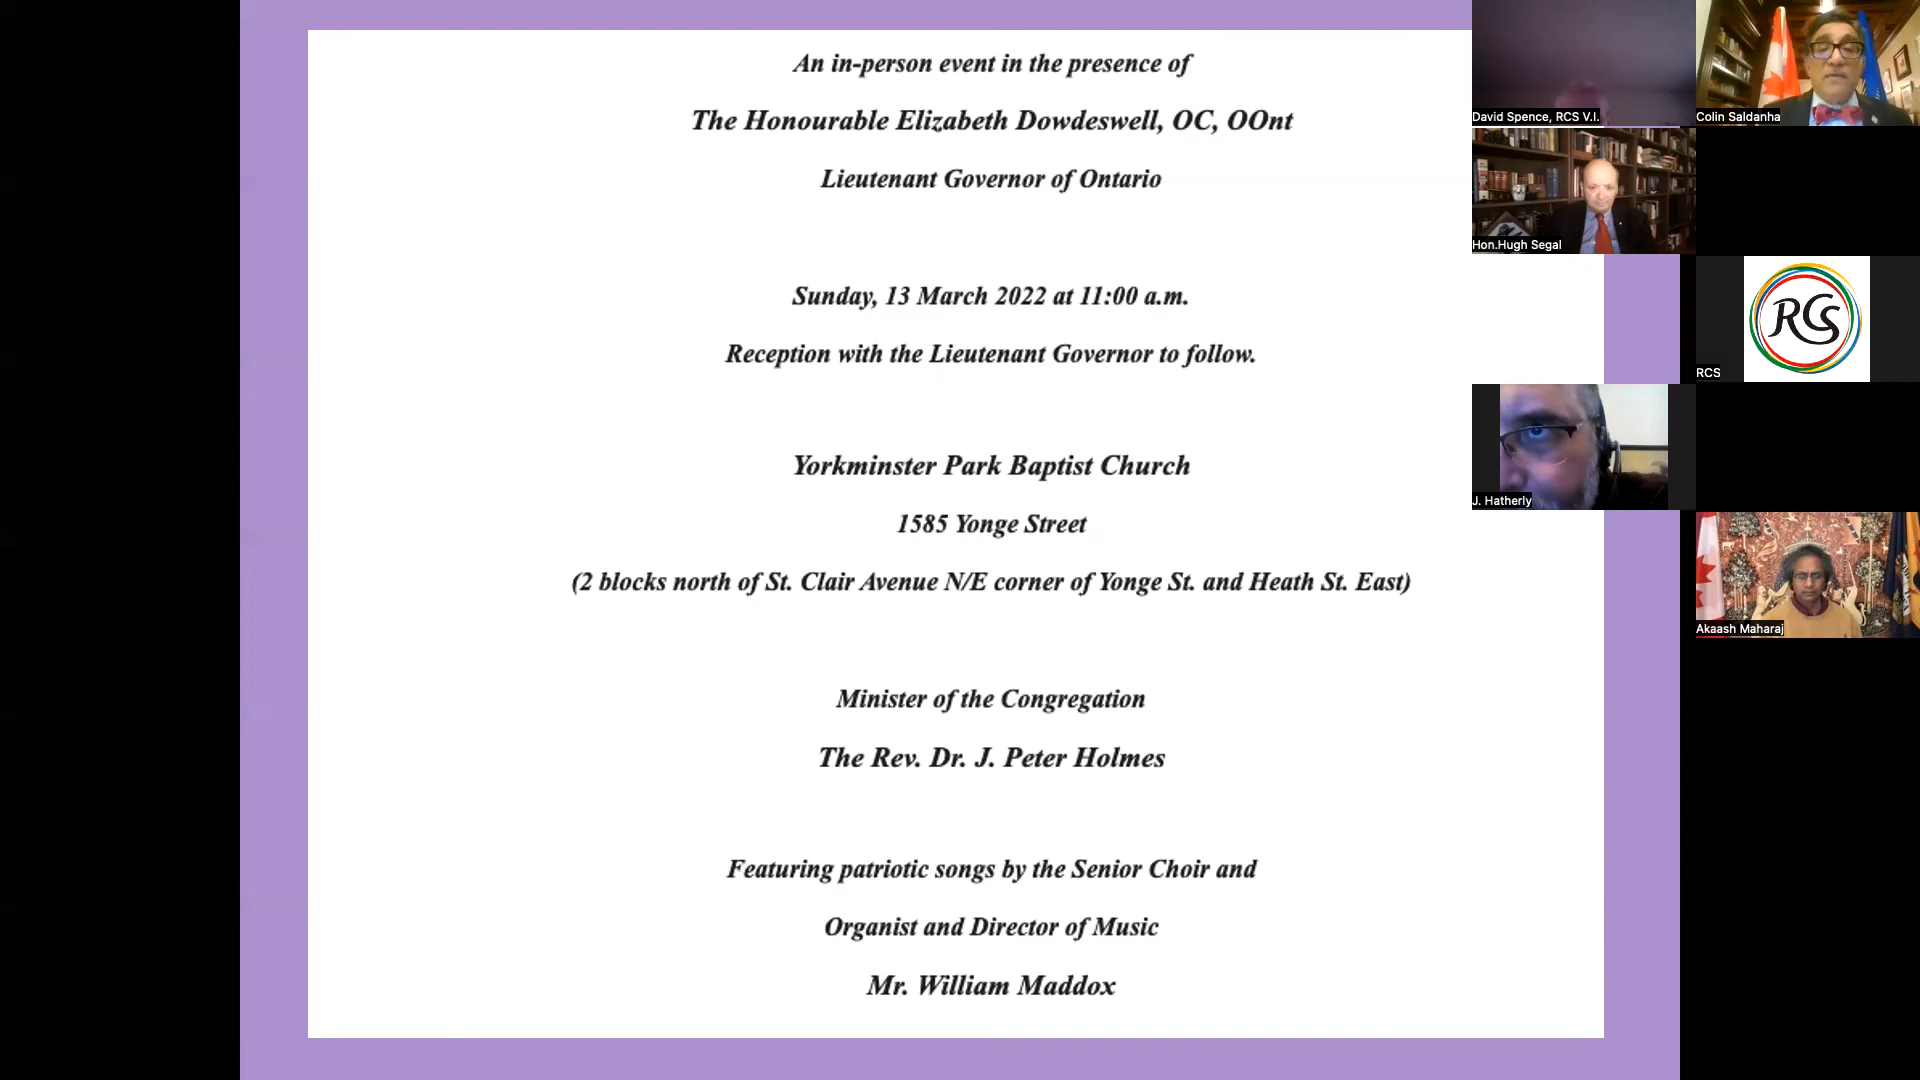 An in-person event in the presence of
The Honourable Elizabeth Dowdeswell, OC, OOnt
Lieutenant Governor of Ontario
Sunday, 13 March 2022 at 11:00 a.m.
Reception with the Lieutenant Governor to follow.
Yorkminster Park Baptist Church
1585 Yonge Street
(2 blocks north of St. Clair Avenue N/E corner of Yonge St. and Heath St. East)
Minister of the Congregation
The Rev. Dr. J. Peter Holmes
Featuring patriotic songs by the Senior Choir and
Organist and Director of Music
Mr. William Maddox
David Spence, RCS V.I.
Colin Saldanha
Hon.Hugh Segal
RCS
RCS
J. Hatherly
Akaash Maharaj